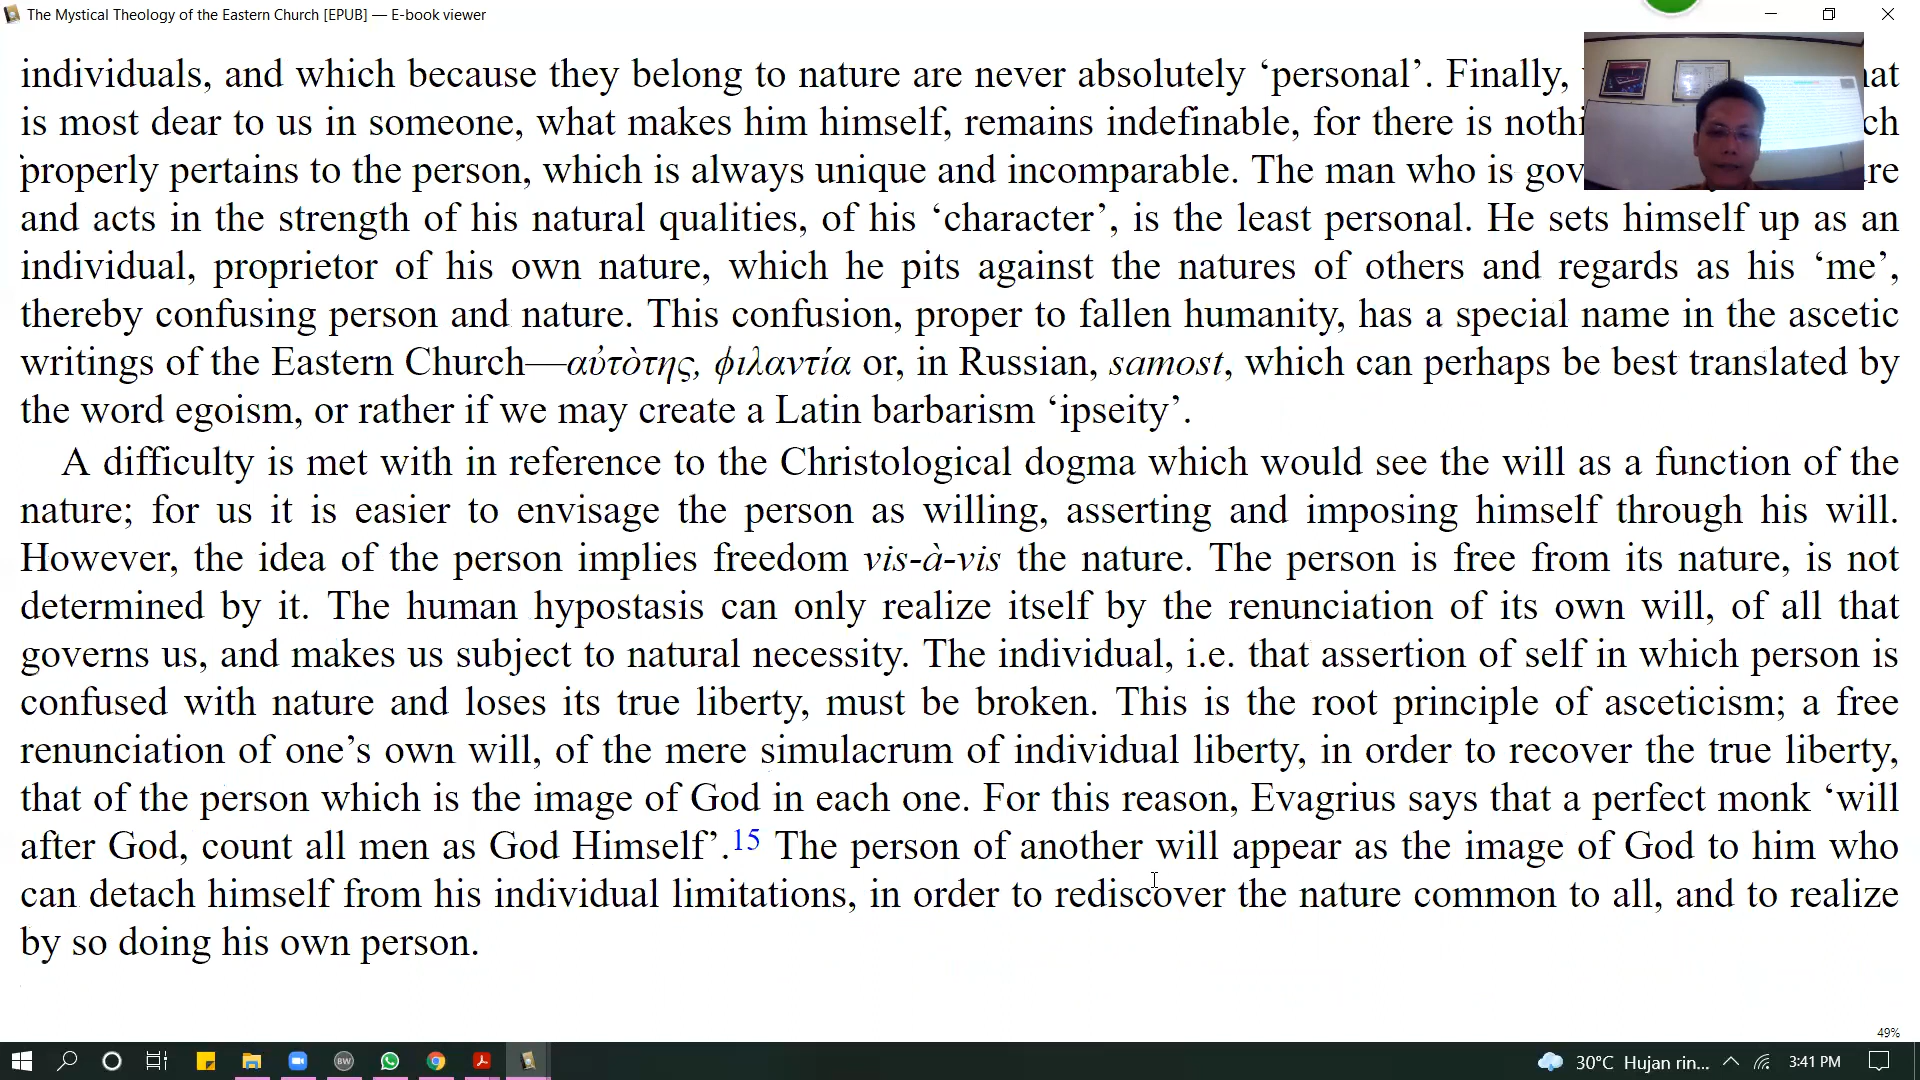 The Mystical Theology of the Eastern Church [EPUB] — E-book viewer
individuals, and which because they belong to nature are never absolutely ‘personal’. Finally, at
is most dear to us in someone, what makes him himself, remains indefinable, for there is nothi ch
properly pertains to the person, which is always unique and incomparable. The man who is gov re
and acts in the strength of his natural qualities, of his ‘character’, is the least personal. He sets himself up as an
individual, proprietor of his own nature, which he pits against the natures of others and regards as his ‘me’,
thereby confusing person and nature. This confusion, proper to fallen humanity, has a special name in the ascetic
writings of the Eastern Church—αὐτὸτης, φιλαντία or, in Russian, samost, which can perhaps be best translated by
the word egoism, or rather if we may create a Latin barbarism ‘ipseity’.
A difficulty is met with in reference to the Christological dogma which would see the will as a function of the
nature; for us it is easier to envisage the person as willing, asserting and imposing himself through his will.
However, the idea of the person implies freedom vis-à-vis the nature. The person is free from its nature, is not
determined by it. The human hypostasis can only realize itself by the renunciation of its own will, of all that
governs us, and makes us subject to natural necessity. The individual, i.e. that assertion of self in which person is
confused with nature and loses its true liberty, must be broken. This is the root principle of asceticism; a free
renunciation of one’s own will, of the mere simulacrum of individual liberty, in order to recover the true liberty,
that of the person which is the image of God in each one. For this reason, Evagrius says that a perfect monk ‘will
after God, count all men as God Himself’.15 The person of another will appear as the image of God to him who
can detach himself from his individual limitations, in order to rediscover the nature common to all, and to realize
by so doing his own person.
49%
BW
30°C Hujan rin... 3:41 PM